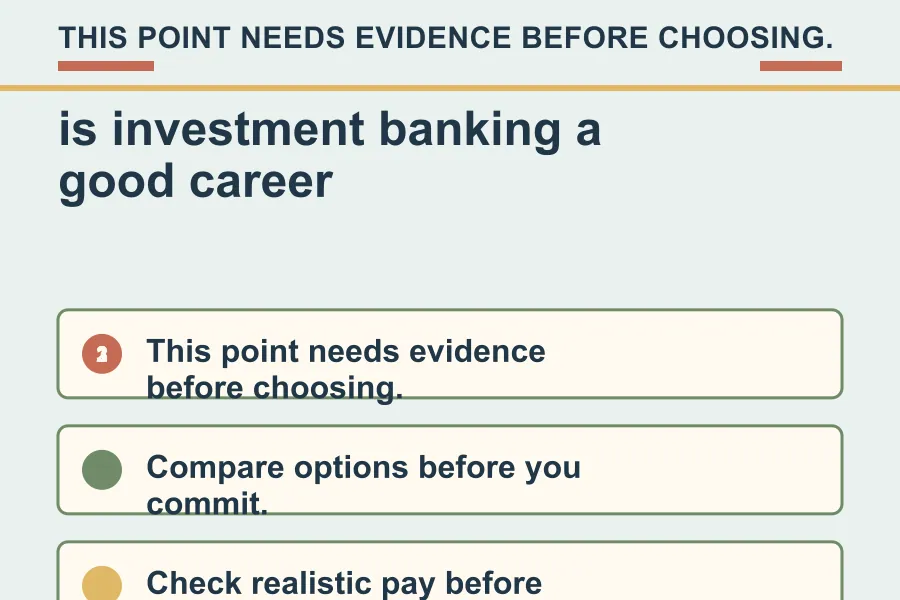 THIS POINT NEEDS EVIDENCE BEFORE CHOOSING.
is investment banking a
good career
This point needs evidence
before choosing.
Compare options before you
commit.
Check realistic pay before